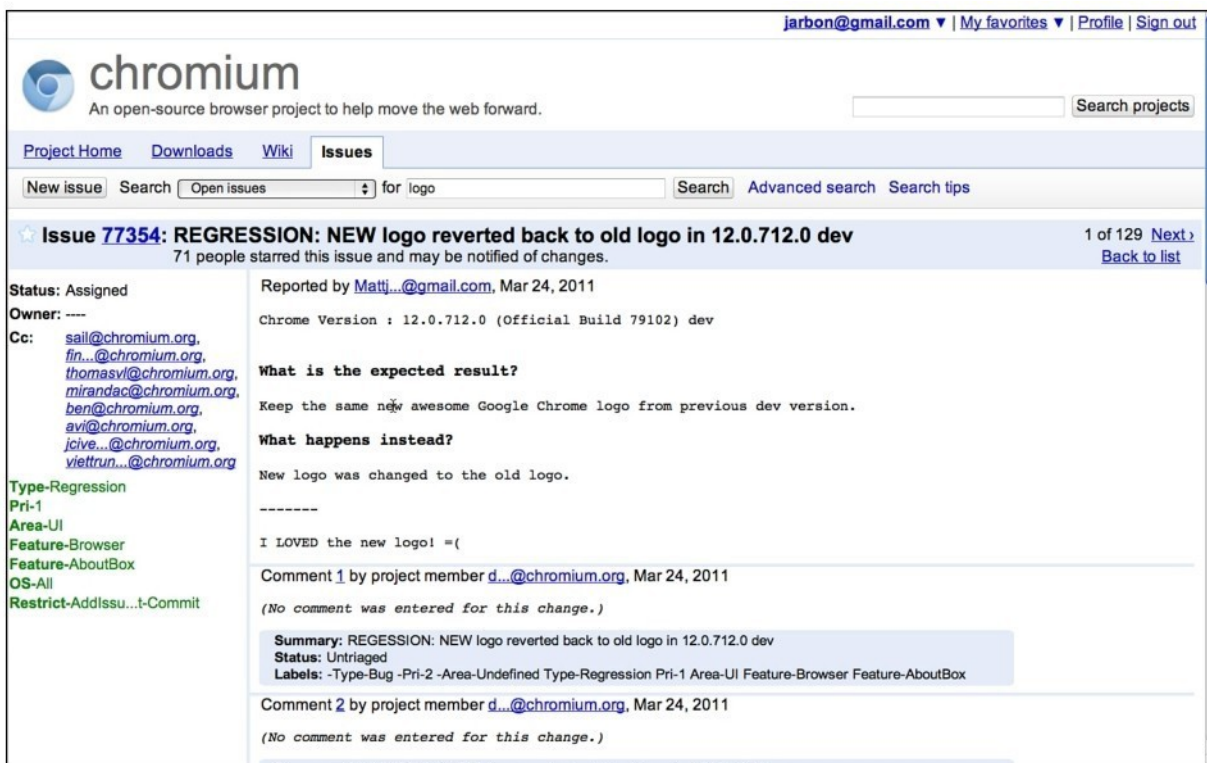 jarbon@gmail.com ▼ | My favorites ▼ | Profile | Sign out
chromium
An open-source browser project to help move the web forward.
Search projects
Project Home Downloads Wiki Issues
New issue Search Open issues for logo Search Advanced search Search tips
Issue 77354: REGRESSION: NEW logo reverted back to old logo in 12.0.712.0 dev
71 people starred this issue and may be notified of changes.
1 of 129 Next ›
Back to list
Status: Assigned
Owner: ----
Cc: sail@chromium.org,
fin...@chromium.org,
thomasvl@chromium.org,
mirandac@chromium.org,
ben@chromium.org,
avi@chromium.org,
jcive...@chromium.org,
viettrun...@chromium.org
Type-Regression
Pri-1
Area-UI
Feature-Browser
Feature-AboutBox
OS-All
Restrict-AddIssu...t-Commit
Reported by Mattj...@gmail.com, Mar 24, 2011
Chrome Version : 12.0.712.0 (Official Build 79102) dev
What is the expected result?
Keep the same new awesome Google Chrome logo from previous dev version.
What happens instead?
New logo was changed to the old logo.
-------
I LOVED the new logo! =(
Comment 1 by project member d...@chromium.org, Mar 24, 2011
(No comment was entered for this change.)
Summary: REGESSION: NEW logo reverted back to old logo in 12.0.712.0 dev
Status: Untriaged
Labels: -Type-Bug -Pri-2 -Area-Undefined Type-Regression Pri-1 Area-UI Feature-Browser Feature-AboutBox
Comment 2 by project member d...@chromium.org, Mar 24, 2011
(No comment was entered for this change.)